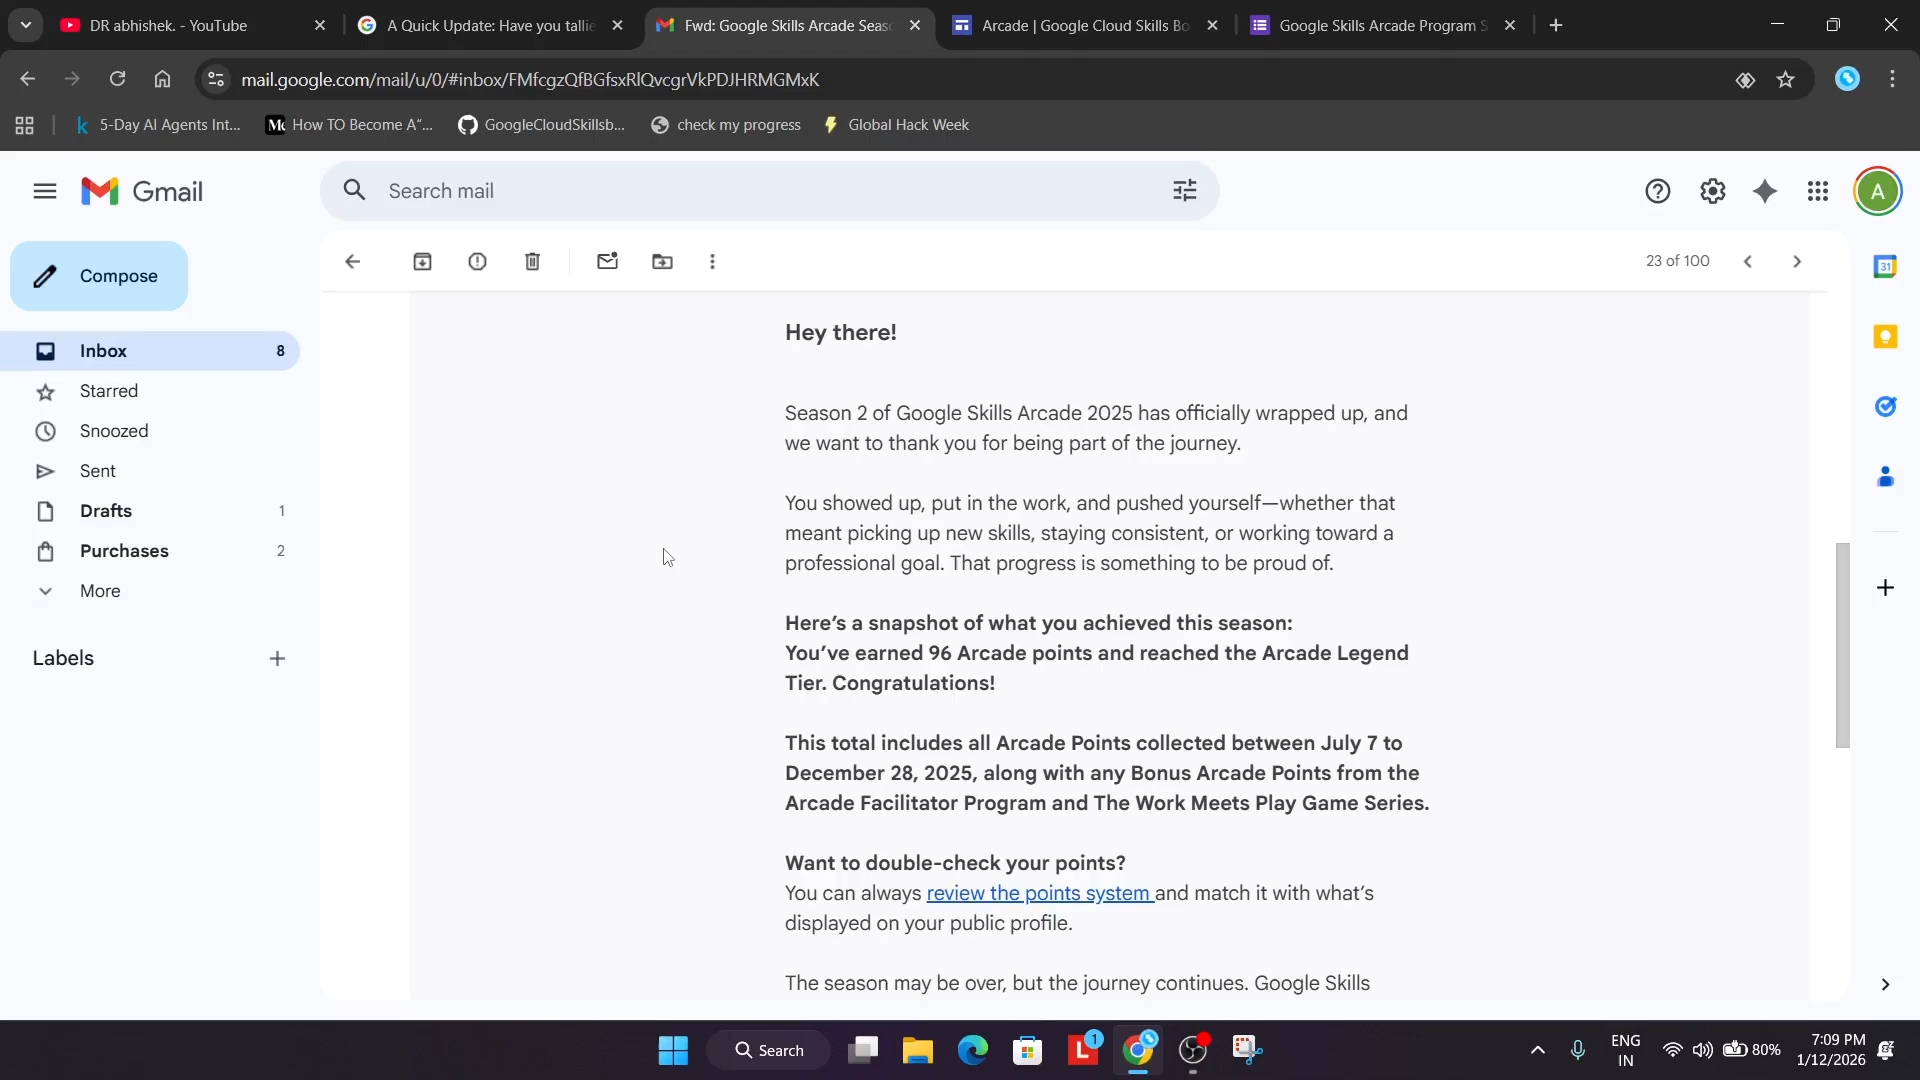 DR abhishek. - YouTube
A Quick Update: Have you tallie
Fwd: Google Skills Arcade Seas
Arcade | Google Cloud Skills Bo
Google Skills Arcade Program S
mail.google.com/mail/u/0/#inbox/FMfcgzQfBGfsxRlQvcgrVkPDJHRMGMxK
5-Day AI Agents Int...
How TO Become A“...
GoogleCloudSkillsb...
check my progress
Global Hack Week
Gmail
Search mail
A
Compose
23 of 100
31
Inbox 8
Starred
Snoozed
Sent
Drafts 1
Purchases 2
More
Labels
Hey there!
Season 2 of Google Skills Arcade 2025 has officially wrapped up, and
we want to thank you for being part of the journey.
You showed up, put in the work, and pushed yourself—whether that
meant picking up new skills, staying consistent, or working toward a
professional goal. That progress is something to be proud of.
Here’s a snapshot of what you achieved this season:
You’ve earned 96 Arcade points and reached the Arcade Legend
Tier. Congratulations!
This total includes all Arcade Points collected between July 7 to
December 28, 2025, along with any Bonus Arcade Points from the
Arcade Facilitator Program and The Work Meets Play Game Series.
Want to double-check your points?
You can always review the points system and match it with what’s
displayed on your public profile.
The season may be over, but the journey continues. Google Skills
Search
L
1
ENG
IN
80%
7:09 PM
1/12/2026